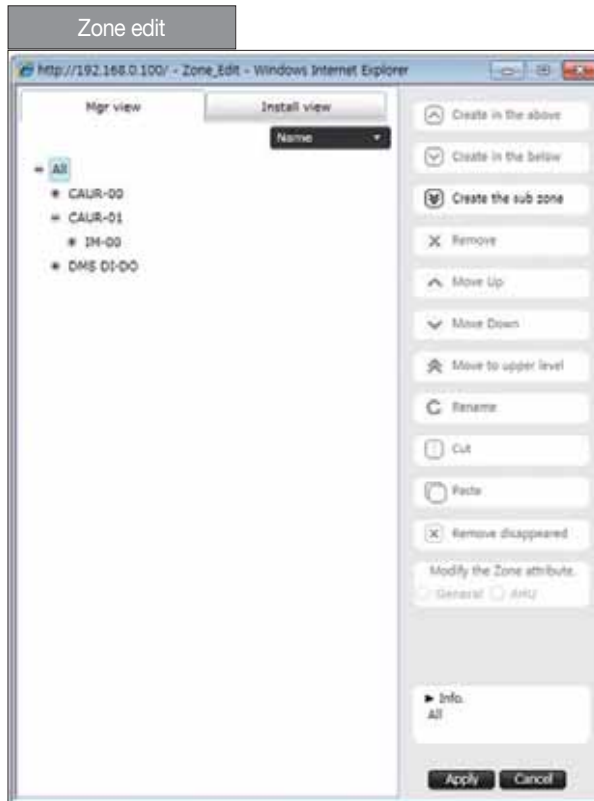 Zone edit
http://192.168.0.100/ - Zone_Edit - Windows Internet Explorer
Mgr view
Install view
Name
All
CAUR-00
CAUR-01
IM-00
DMS DI-DO
Create in the above
Create in the below
Create the sub zone
Remove
Move Up
Move Down
Move to upper level
Rename
Cut
Paste
Remove disappeared
Modify the Zone attribute.
General AHU
Info.
All
Apply Cancel